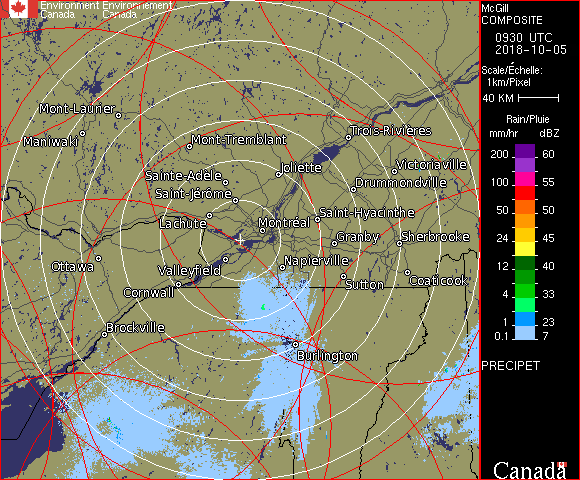 Environment Environnement
Canada Canada
McGill
COMPOSITE
0930 UTC
2018-10-05
Scale/Échelle:
1km/Pixel
40 KM
Rain/Pluie
mm/hr dBZ
200 60
150 57
100 55
50 50
24 45
12 40
4 33
1 23
0.1 7
PRECIPET
Canada
Mont-Laurier
Maniwaki
Mont-Tremblant
Trois-Rivières
Sainte-Adèle
Joliette
Victoriaville
Saint-Jérôme
Drummondville
Lachute
Montréal
Saint-Hyacinthe
Granby
Sherbrooke
Ottawa
Valleyfield
Napierville
Cornwall
Sutton
Coaticook
Brockville
Burlington